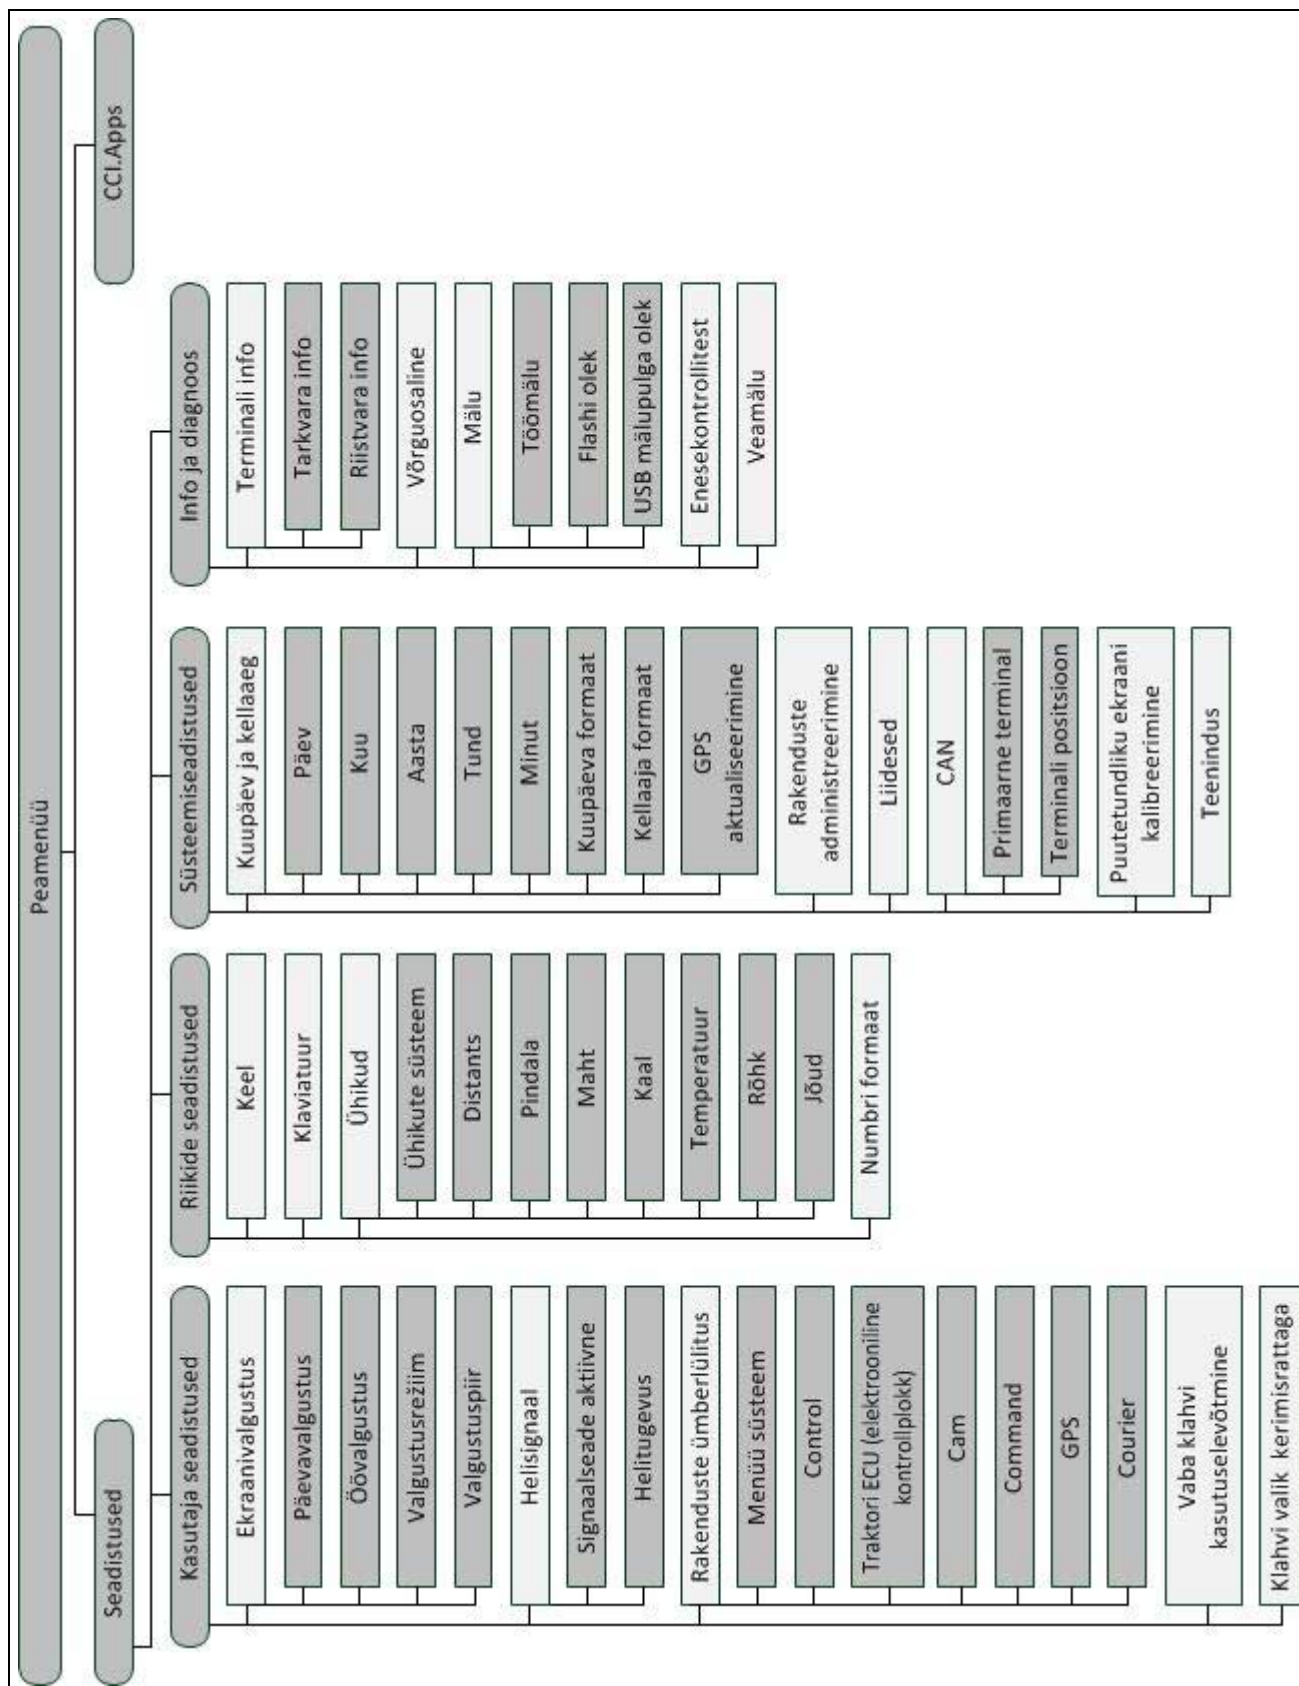 Peamenüü
Seadistused
CCI.Apps
Kasutaja seadistused
Ekraanivalgustus
Päevavalgustus
Öövalgustus
Valgustusrežiim
Valgustuspiir
Helisignaal
Signaalseade aktiivne
Helitugevus
Rakenduste ümberlülitus
Menüü süsteem
Control
Traktori ECU (elektrooniline
kontrollplokk)
Cam
Command
GPS
Courier
Vaba klahvi
kasutuselevõtmine
Klahvi valik kerimisrattaga
Riikide seadistused
Keel
Klaviatuur
Ühikud
Ühikute süsteem
Distants
Pindala
Maht
Kaal
Temperatuur
Rõhk
Jõud
Numbri formaat
Süsteemiseadistused
Kuupäev ja kellaaeg
Päev
Kuu
Aasta
Tund
Minut
Kuupäeva formaat
Kellaaja formaat
GPS
aktualiseerimine
Rakenduste
administreerimine
Liidesed
CAN
Primaarne terminal
Terminali positsioon
Puutetundliku ekraani
kalibreerimine
Teenindus
Info ja diagnoos
Terminali info
Tarkvara info
Riistvara info
Võrguosaline
Mälu
Töömälu
Flashi olek
USB mälupulga olek
Enesekontrollitest
Veamälu